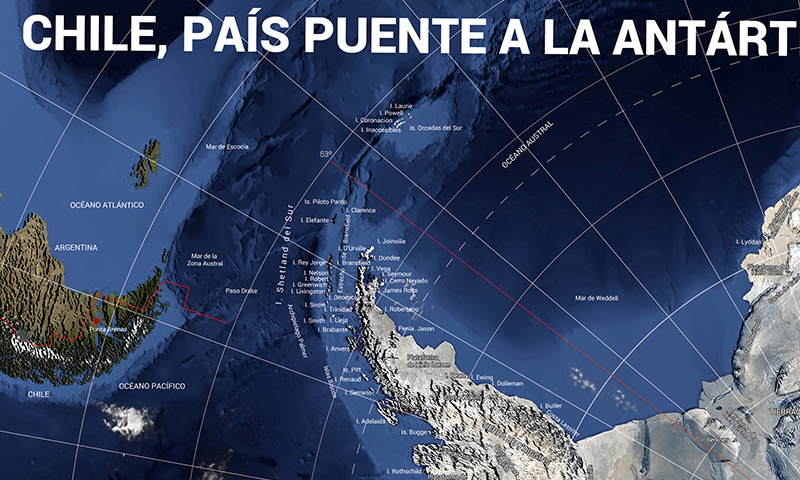 CHILE, PAÍS PUENTE A LA ANTÁRT
I. Laurie
I. Powell
I. Coronación
I. Inaccesibles
Is. Orcadas del Sur
OCÉANO AUSTRAL
Mar de Escocia
53º
OCÉANO ATLÁNTICO
Is. Piloto Pardo
I. Clarence
I. Elefante
I. Shetland del Sur
Estrecho de Bransfield
ARGENTINA
I. Joinville
I. D'Urville
I. Dundee
I. Lyddan
Mar de la
Zona Austral
I. Rey Jorge
I. Bransfield
I. Vega
I. Nelson
I. Seymour
I. Robert
I. Cerro Nevado
I. Greenwich
I. Livingston
James Ross
Paso Drake
I. Decepción
Mar de Weddell
I. Snow
I. Trinidad
I. Robertson
Archipiélago Palmer
I. Smith
I. Lieja
Punta Arenas
I. Brabante
Penla. Jason
I. Anvers
Plataforma
de Hielo Larsen
Is. Pitt
I. Renaud
I. Ewing
I. Dolleman
OCÉANO PACÍFICO
Islas Biscoe
I. Serrano
CHILE
I. Butler
TIERRA
I. Adelaida
Is. Bugge
I. Berkner
I. Rothschild
Plataforma